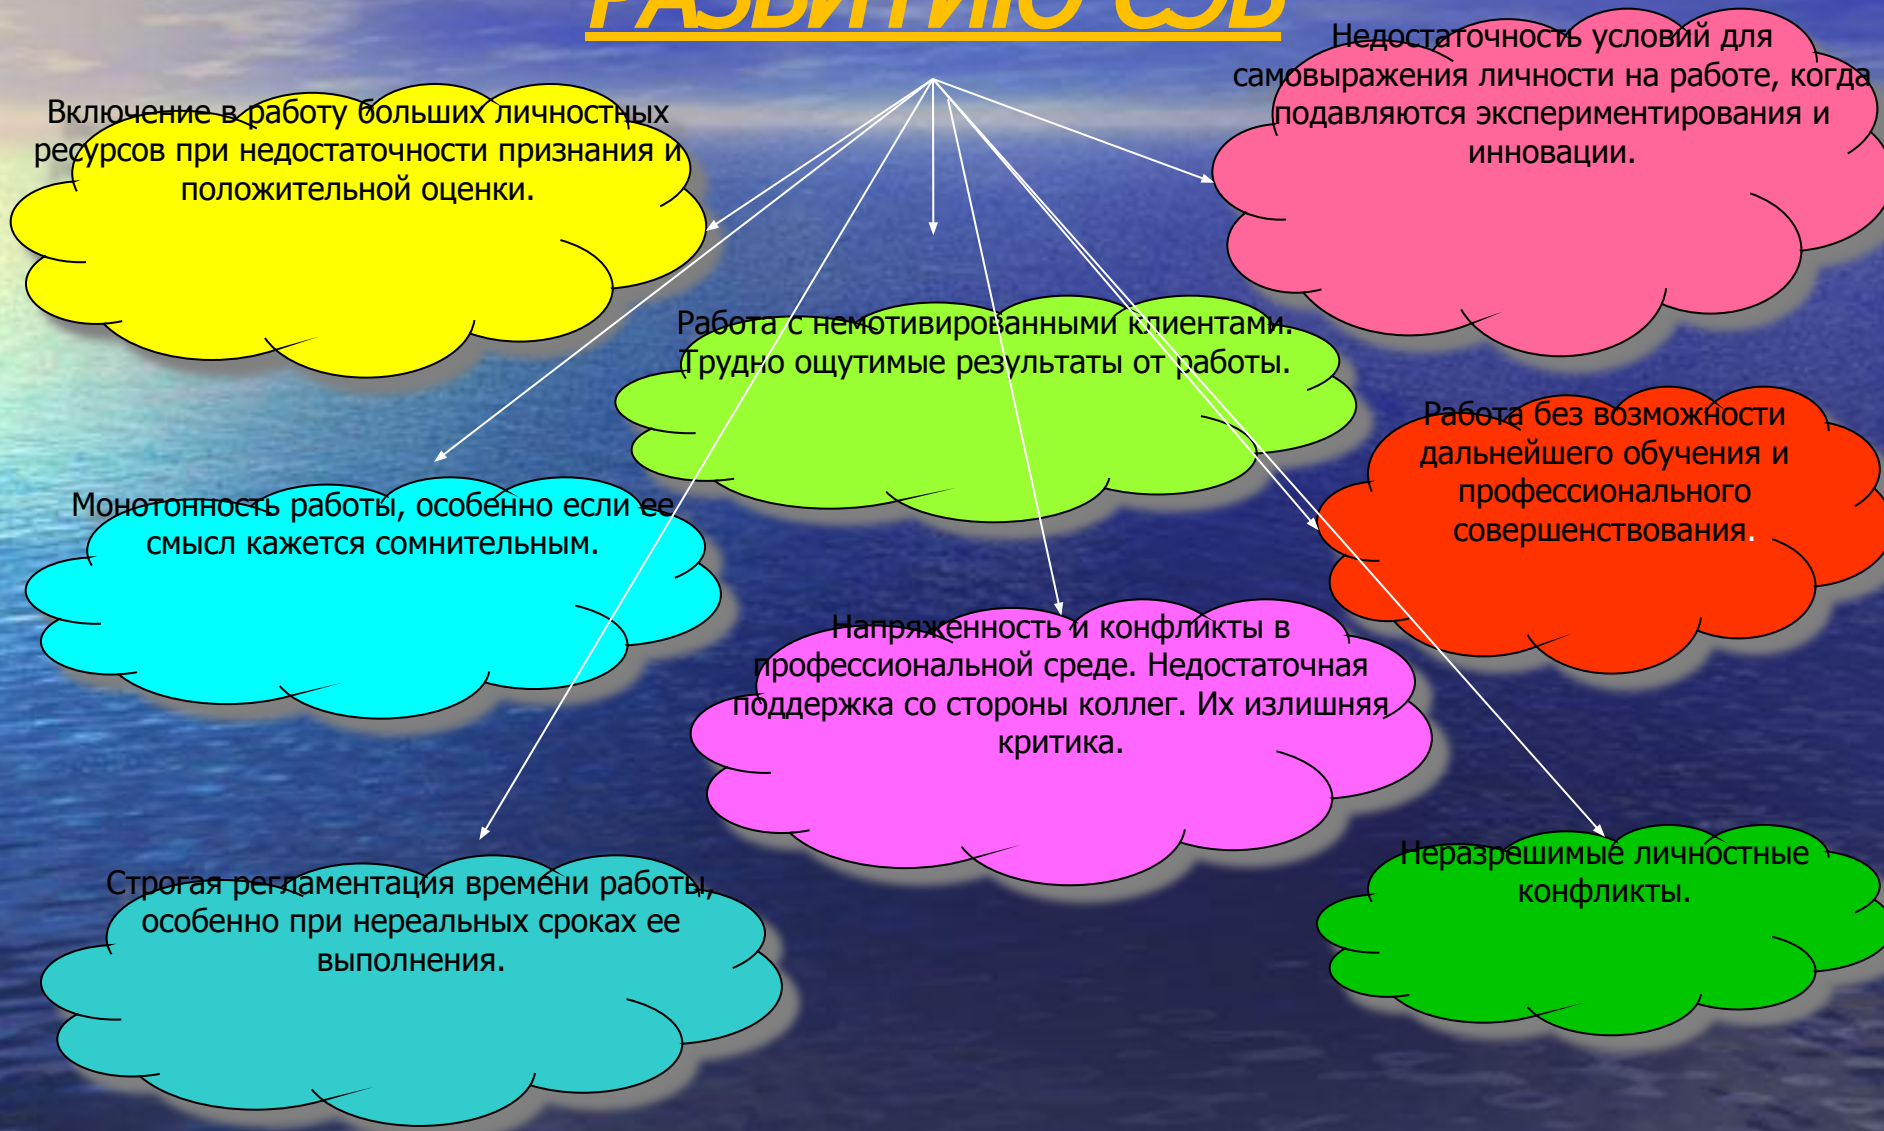 РАЗВИТИЮ СЭВ
Включение в работу больших личностных
ресурсов при недостаточности признания и
положительной оценки.
Недостаточность условий для
самовыражения личности на работе, когда
подавляются экспериментирования и
инновации.
Работа с немотивированными клиентами.
Трудно ощутимые результаты от работы.
Работа без возможности
дальнейшего обучения и
профессионального
совершенствования.
Монотонность работы, особенно если ее
смысл кажется сомнительным.
Напряженность и конфликты в
профессиональной среде. Недостаточная
поддержка со стороны коллег. Их излишняя
критика.
Строгая регламентация времени работы,
особенно при нереальных сроках ее
выполнения.
Неразрешимые личностные
конфликты.